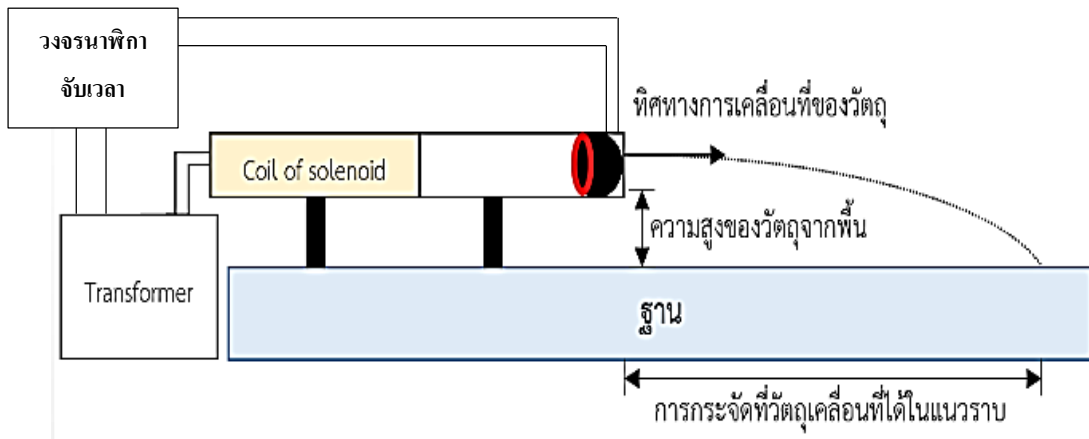 วงจรนาฬิกา
จับเวลา
ทิศทางการเคลื่อนที่ของวัตถุ
Coil of solenoid
ความสูงของวัตถุจากพื้น
Transformer
ฐาน
การกระจัดที่วัตถุเคลื่อนที่ได้ในแนวราบ